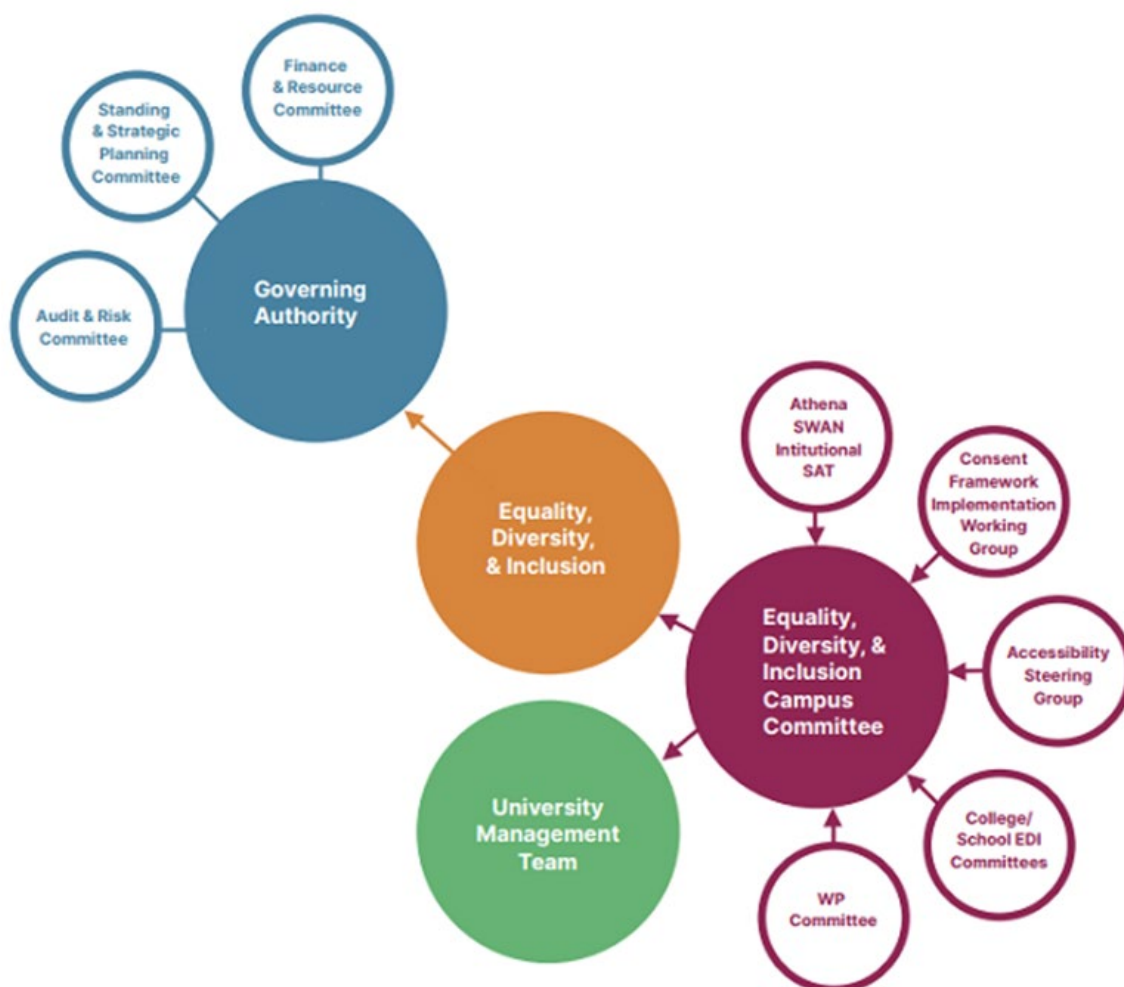 Finance
& Resource
Committee
Standing
& Strategic
Planning
Committee
Audit & Risk
Committee
Governing
Authority
Equality,
Diversity,
& Inclusion
University
Management
Team
Equality,
Diversity, &
Inclusion
Campus
Committee
Athena
SWAN
Intitutional
SAT
Consent
Framework
Implementation
Working
Group
Accessibility
Steering
Group
College/
School EDI
Committees
WP
Committee